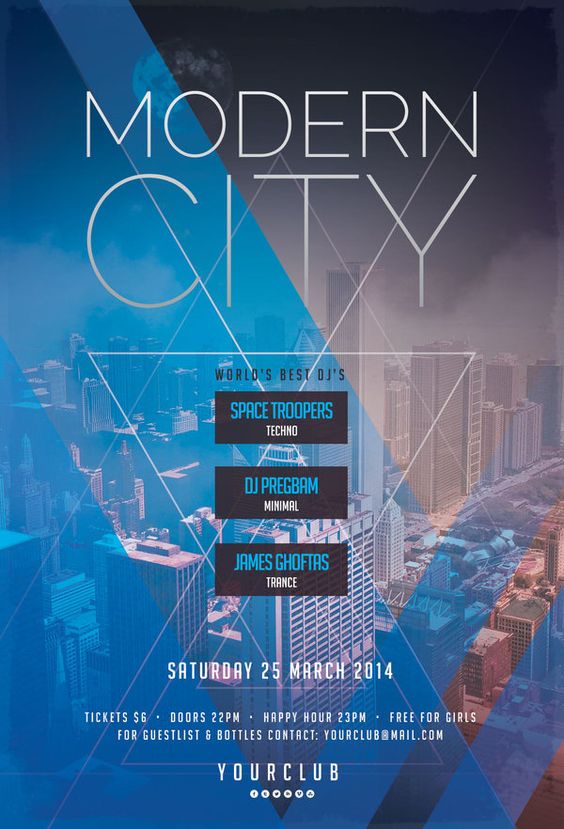 MODERN
CITY
WORLD'S BEST DJ'S
SPACE TROOPERS
TECHNO
DJ PREGBAM
MINIMAL
JAMES GHOFTAS
TRANCE
SATURDAY 25 MARCH 2014
TICKETS $6 • DOORS 22PM • HAPPY HOUR 23PM • FREE FOR GIRLS
FOR GUESTLIST & BOTTLES CONTACT: YOURCLUB@MAIL.COM
YOURCLUB